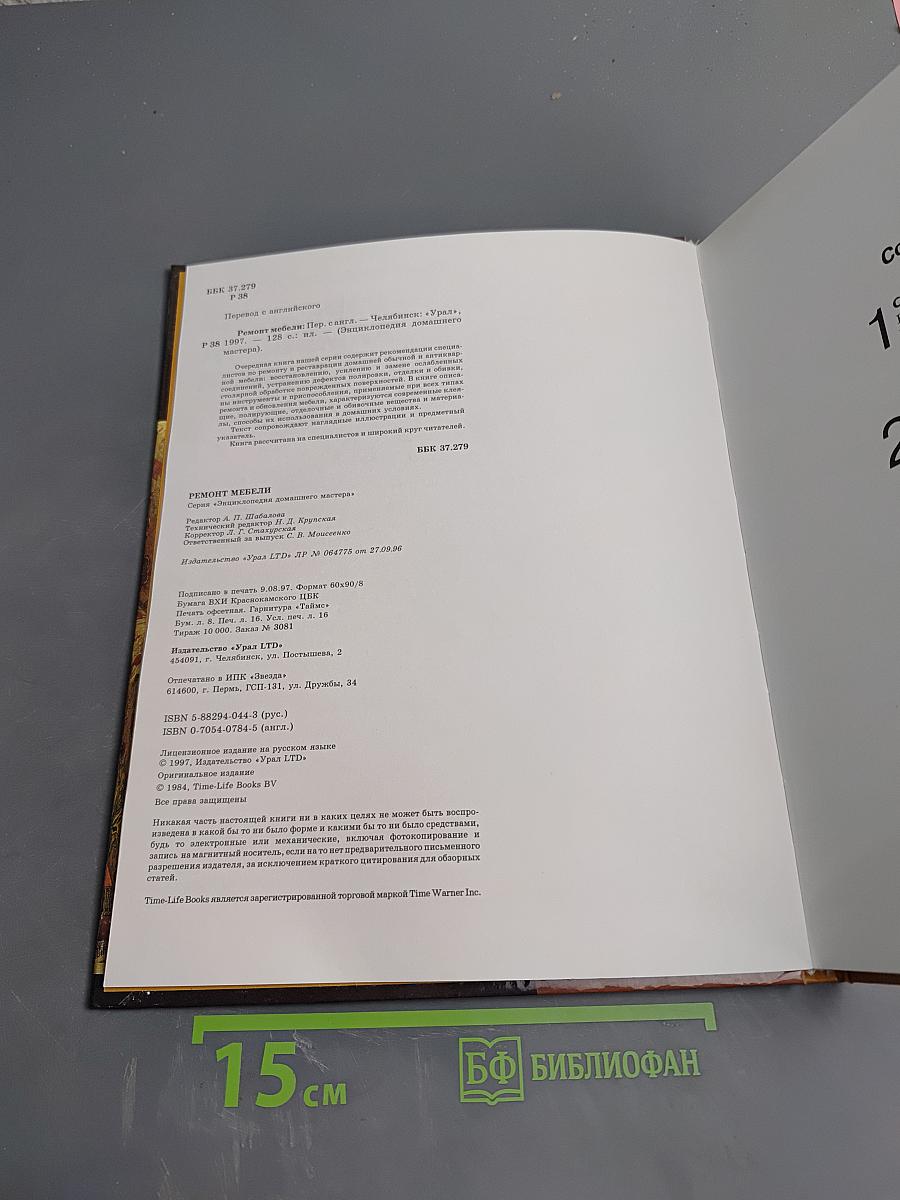 ББК 37.279
Р 38
Перевод с английского
Ремонт мебели: Пер. с англ. — Челябинск: «Урал»,
Р 38 1997. — 128 с.: ил. — (Энциклопедия домашнего
мастера).
Очередная книга нашей серии содержит рекомендации специа-
листов по ремонту и реставрации домашней обычной и антиквар-
ной мебели: восстановлению, усилению и замене ослабленных
соединений, устранению дефектов полировки, отделки и обивки,
столярной обработке поврежденных поверхностей. В книге описа-
ны инструменты и приспособления, применяемые при всех типах
ремонта и обновления мебели, характеризуются современные клея-
щие, полирующие, отделочные и обивочные вещества и материа-
лы, способы их использования в домашних условиях.
Текст сопровождают наглядные иллюстрации и предметный
указатель.
Книга рассчитана на специалистов и широкий круг читателей.
ББК 37.279
РЕМОНТ МЕБЕЛИ
Серия «Энциклопедия домашнего мастера»
Редактор А. П. Шабалова
Технический редактор Н. Д. Крупская
Корректор Л. Г. Стахурская
Ответственный за выпуск С. В. Моисеенко
Издательство «Урал LTD» ЛР № 064775 от 27.09.96
Подписано в печать 9.08.97. Формат 60х90/8
Бумага ВХИ Краснокамского ЦБК
Печать офсетная. Гарнитура «Таймс»
Бум. л. 8. Печ. л. 16. Усл. печ. л. 16
Тираж 10 000. Заказ № 3081
Издательство «Урал LTD»
454091, г. Челябинск, ул. Постышева, 2
Отпечатано в ИПК «Звезда»
614600, г. Пермь, ГСП-131, ул. Дружбы, 34
ISBN 5-88294-044-3 (рус.)
ISBN 0-7054-0784-5 (англ.)
Лицензионное издание на русском языке
© 1997, Издательство «Урал LTD»
Оригинальное издание
© 1984, Time-Life Books BV
Все права защищены
Никакая часть настоящей книги ни в каких целях не может быть воспро-
изведена в какой бы то ни было форме и какими бы то ни было средствами,
будь то электронные или механические, включая фотокопирование и
запись на магнитный носитель, если на то нет предварительного письменного
разрешения издателя, за исключением краткого цитирования для обзорных
статей.
Time-Life Books является зарегистрированной торговой маркой Time Warner Inc.
1
2
15 см
БФ БИБЛИОФАН